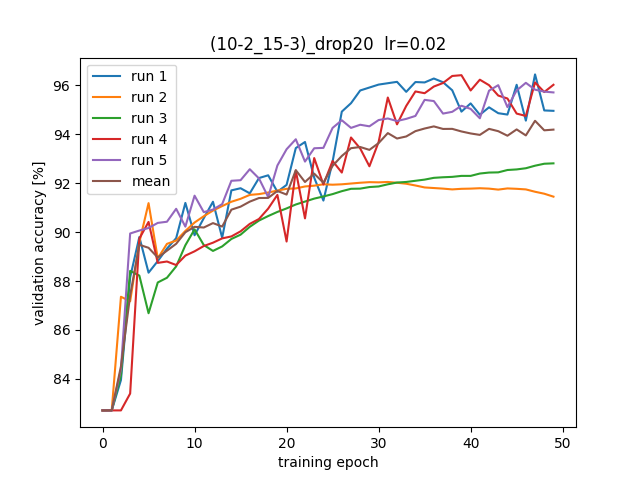 (10-2_15-3)_drop20  lr=0.02
validation accuracy [%]
96
94
92
90
88
86
84
run 1
run 2
run 3
run 4
run 5
mean
0 10 20 30 40 50
training epoch